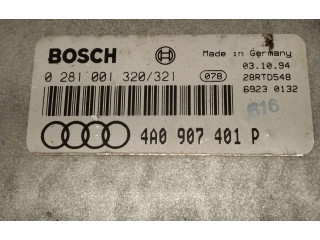 BOSCH
Made in Germany
03.10.94
0 281 001 320/321
078
28RTD548
6923 0132
616
4A0 907 401 P